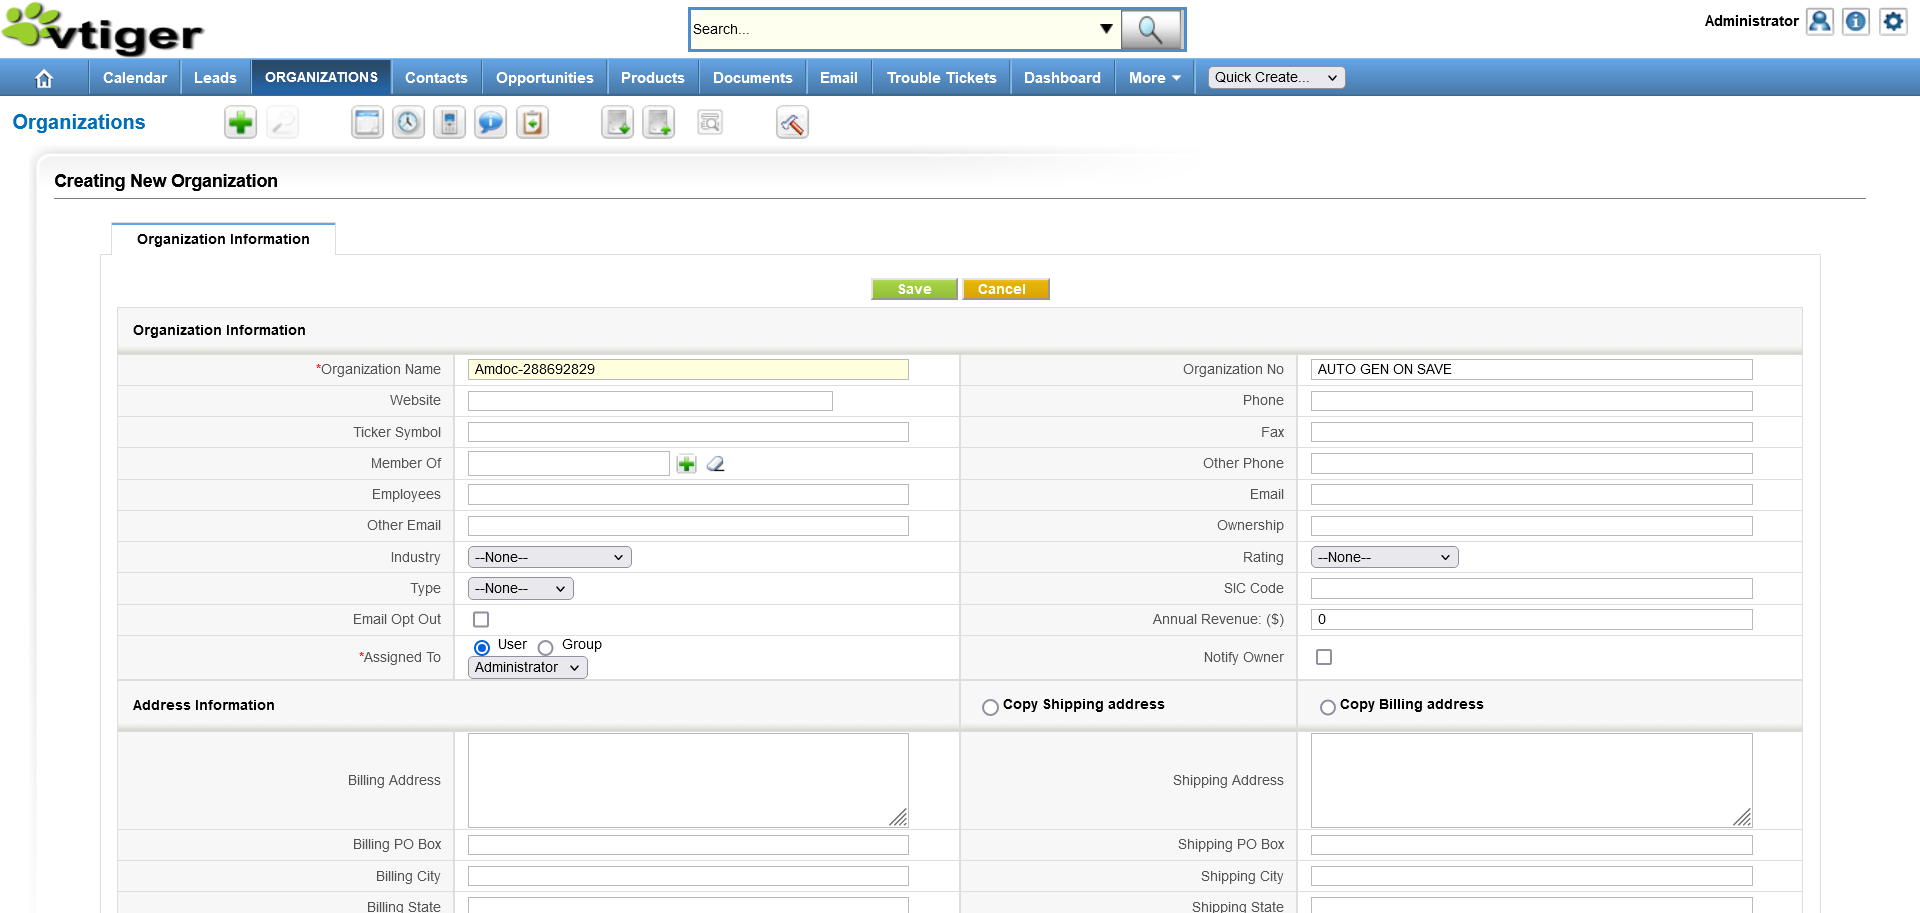 vtiger
Search...
Administrator
Calendar
Leads
ORGANIZATIONS
Contacts
Opportunities
Products
Documents
Email
Trouble Tickets
Dashboard
More
Quick Create...
Organizations
Creating New Organization
Organization Information
Save
Cancel
Organization Information
*Organization Name
Amdoc-288692829
Organization No
AUTO GEN ON SAVE
Website
Phone
Ticker Symbol
Fax
Member Of
Other Phone
Employees
Email
Other Email
Ownership
Industry
--None--
Rating
--None--
Type
--None--
SIC Code
Email Opt Out
Annual Revenue: ($)
0
*Assigned To
User
Group
Administrator
Notify Owner
Address Information
Copy Shipping address
Copy Billing address
Billing Address
Shipping Address
Billing PO Box
Shipping PO Box
Billing City
Shipping City
Billing State
Shipping State